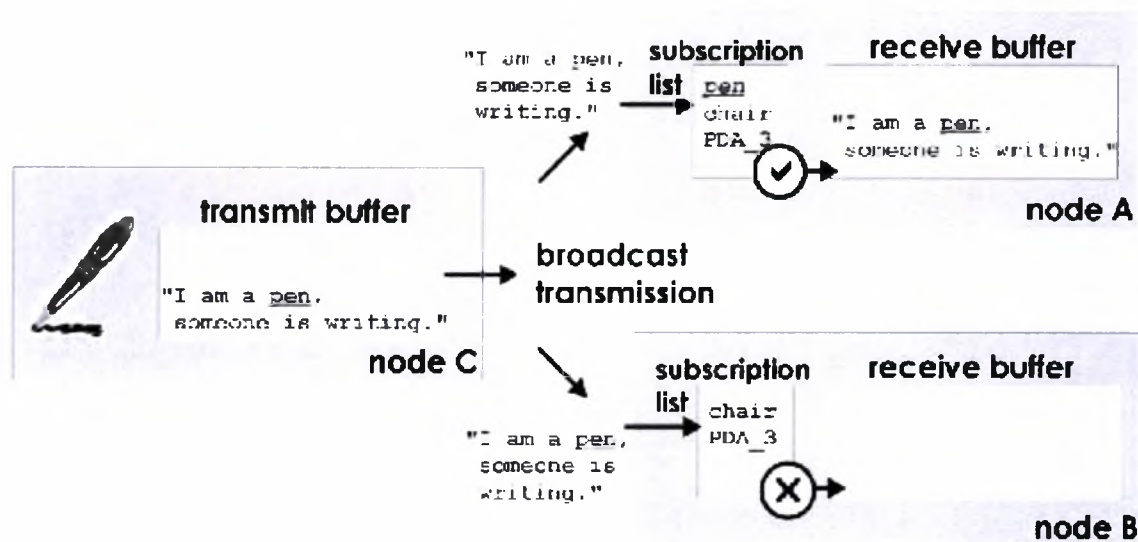 "I am a pen,
someone is
writing."
subscription
list
pen
chair
PDA_3
receive buffer
"I am a pen,
someone is writing."
node A
transmit buffer
"I am a pen,
someone is writing."
node C
broadcast
transmission
"I am a pen,
someone is
writing."
subscription
list
chair
PDA_3
receive buffer
node B